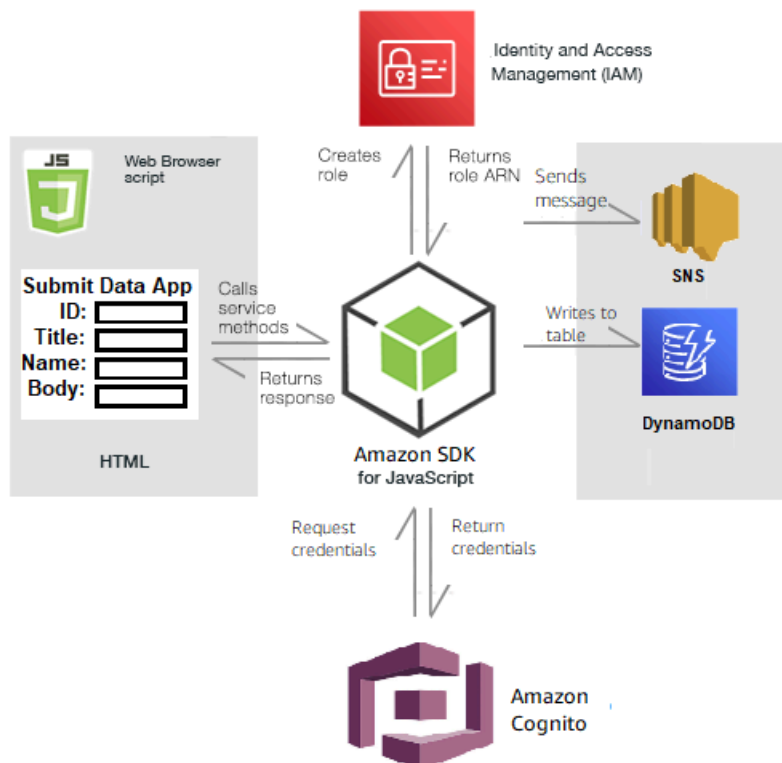 Identity and Access
Management (IAM)
JS
Web Browser
script
Creates
role
Returns
role ARN
Sends
message
SNS
Submit Data App
ID:
Title:
Name:
Body:
Calls
service
methods
Returns
response
Writes to
table
DynamoDB
HTML
Amazon SDK
for JavaScript
Request
credentials
Return
credentials
Amazon
Cognito